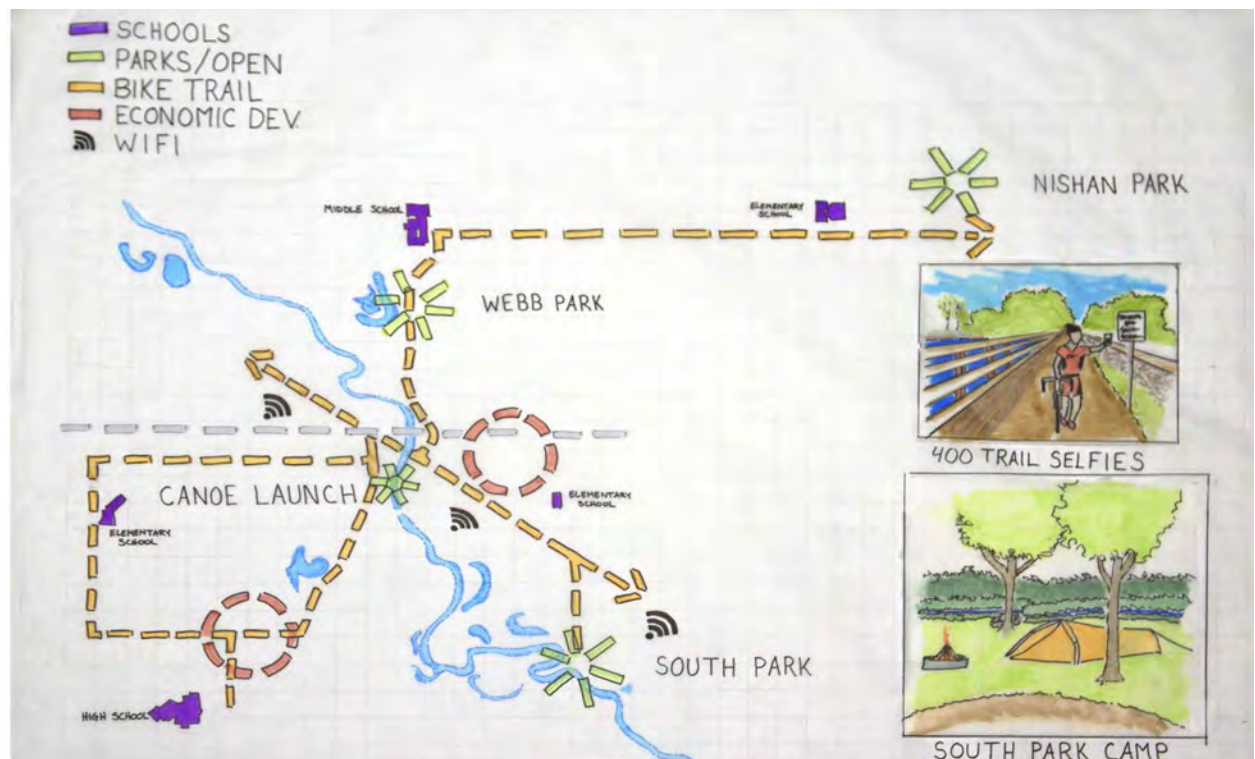 SCHOOLS
PARKS/OPEN
BIKE TRAIL
ECONOMIC DEV.
WIFI
NISHAN PARK
MIDDLE SCHOOL
ELEMENTARY
SCHOOL
WEBB PARK
400 TRAIL SELFIES
CANOE LAUNCH
ELEMENTARY
SCHOOL
ELEMENTARY
SCHOOL
SOUTH PARK
HIGH SCHOOL
SOUTH PARK CAMP